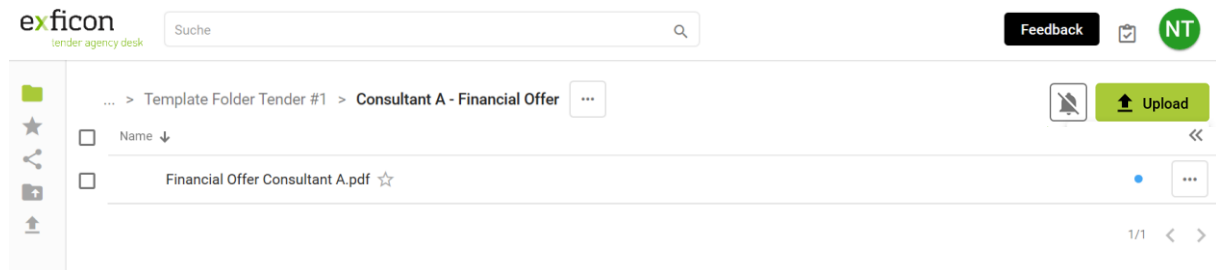 exficon
lender agency desk
Suche
Feedback
NT
... > Template Folder Tender #1 > Consultant A - Financial Offer ...
Upload
Name
Financial Offer Consultant A.pdf
...
1/1